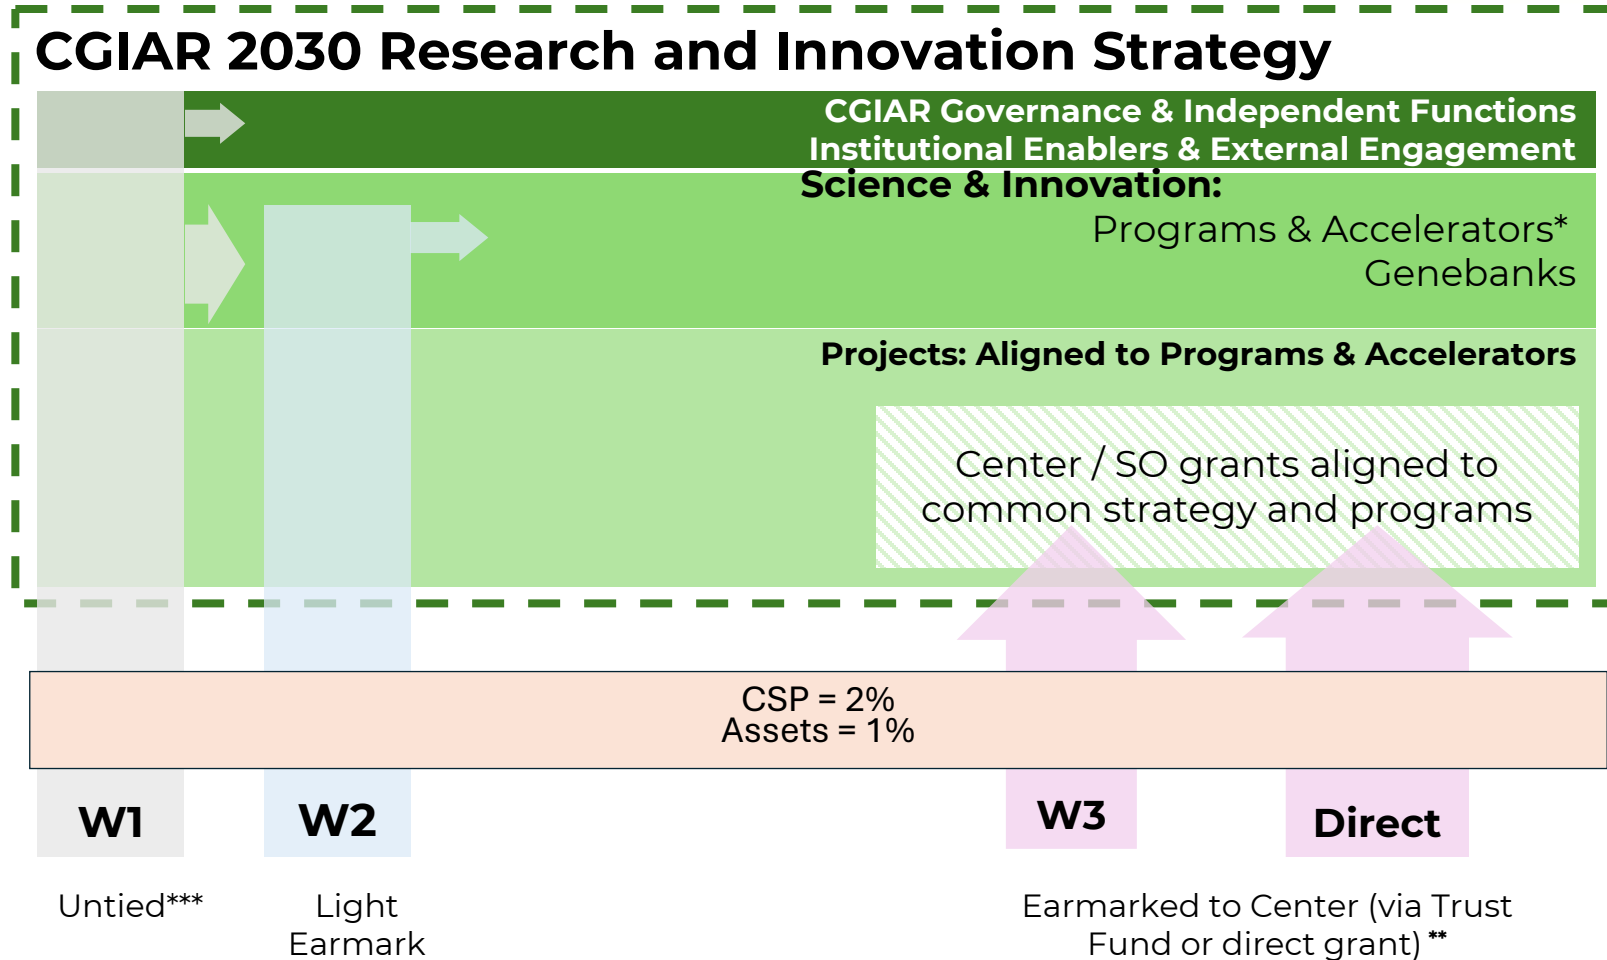 CGIAR 2030 Research and Innovation Strategy
CGIAR Governance & Independent Functions
Institutional Enablers & External Engagement
Science & Innovation:
Programs & Accelerators*
Genebanks
Projects: Aligned to Programs & Accelerators
Center / SO grants aligned to
common strategy and programs
CSP = 2%
Assets = 1%
W1
W2
W3
Direct
Untied***
Light
Earmark
Earmarked to Center (via Trust
Fund or direct grant) **